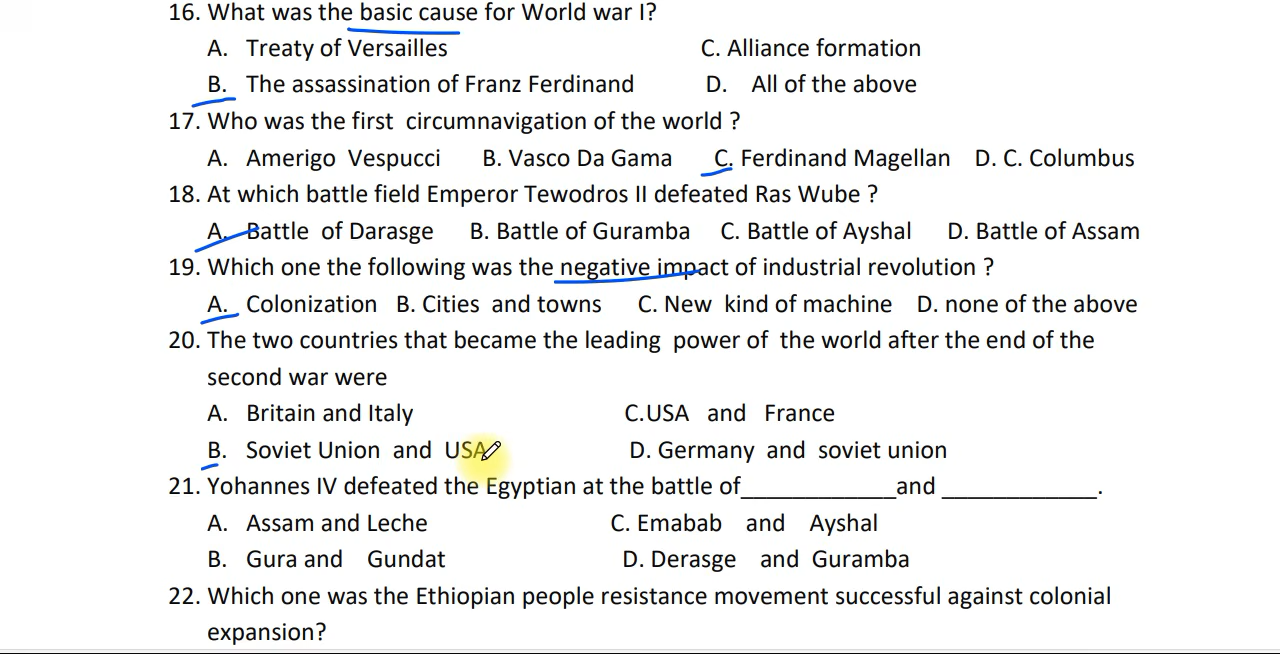 16. What was the basic cause for World war I?
A. Treaty of Versailles C. Alliance formation
B. The assassination of Franz Ferdinand D. All of the above
17. Who was the first circumnavigation of the world ?
A. Amerigo Vespucci B. Vasco Da Gama C. Ferdinand Magellan D. C. Columbus
18. At which battle field Emperor Tewodros II defeated Ras Wube ?
A. Battle of Darasge B. Battle of Guramba C. Battle of Ayshal D. Battle of Assam
19. Which one the following was the negative impact of industrial revolution ?
A. Colonization B. Cities and towns C. New kind of machine D. none of the above
20. The two countries that became the leading power of the world after the end of the
second war were
A. Britain and Italy C.USA and France
B. Soviet Union and USA D. Germany and soviet union
21. Yohannes IV defeated the Egyptian at the battle of____________and ____________.
A. Assam and Leche C. Emabab and Ayshal
B. Gura and Gundat D. Derasge and Guramba
22. Which one was the Ethiopian people resistance movement successful against colonial
expansion?